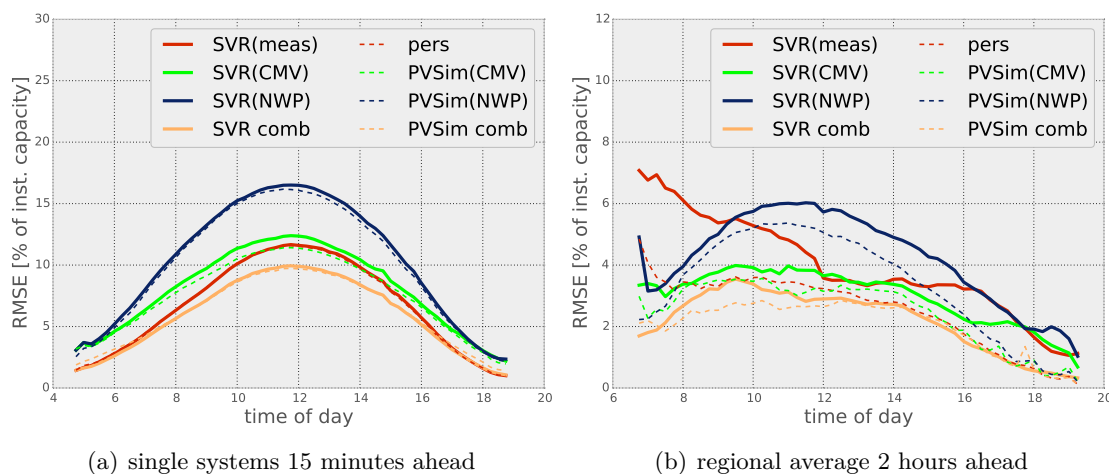 30
25
20
15
10
5
0
RMSE [% of inst. capacity]
SVR(meas) pers
SVR(CMV) PVSim(CMV)
SVR(NWP) PVSim(NWP)
SVR comb PVSim comb
4 6 8 10 12 14 16 18 20
time of day
(a) single systems 15 minutes ahead
12
10
8
6
4
2
0
RMSE [% of inst. capacity]
SVR(meas) pers
SVR(CMV) PVSim(CMV)
SVR(NWP) PVSim(NWP)
SVR comb PVSim comb
6 8 10 12 14 16 18 20
time of day
(b) regional average 2 hours ahead